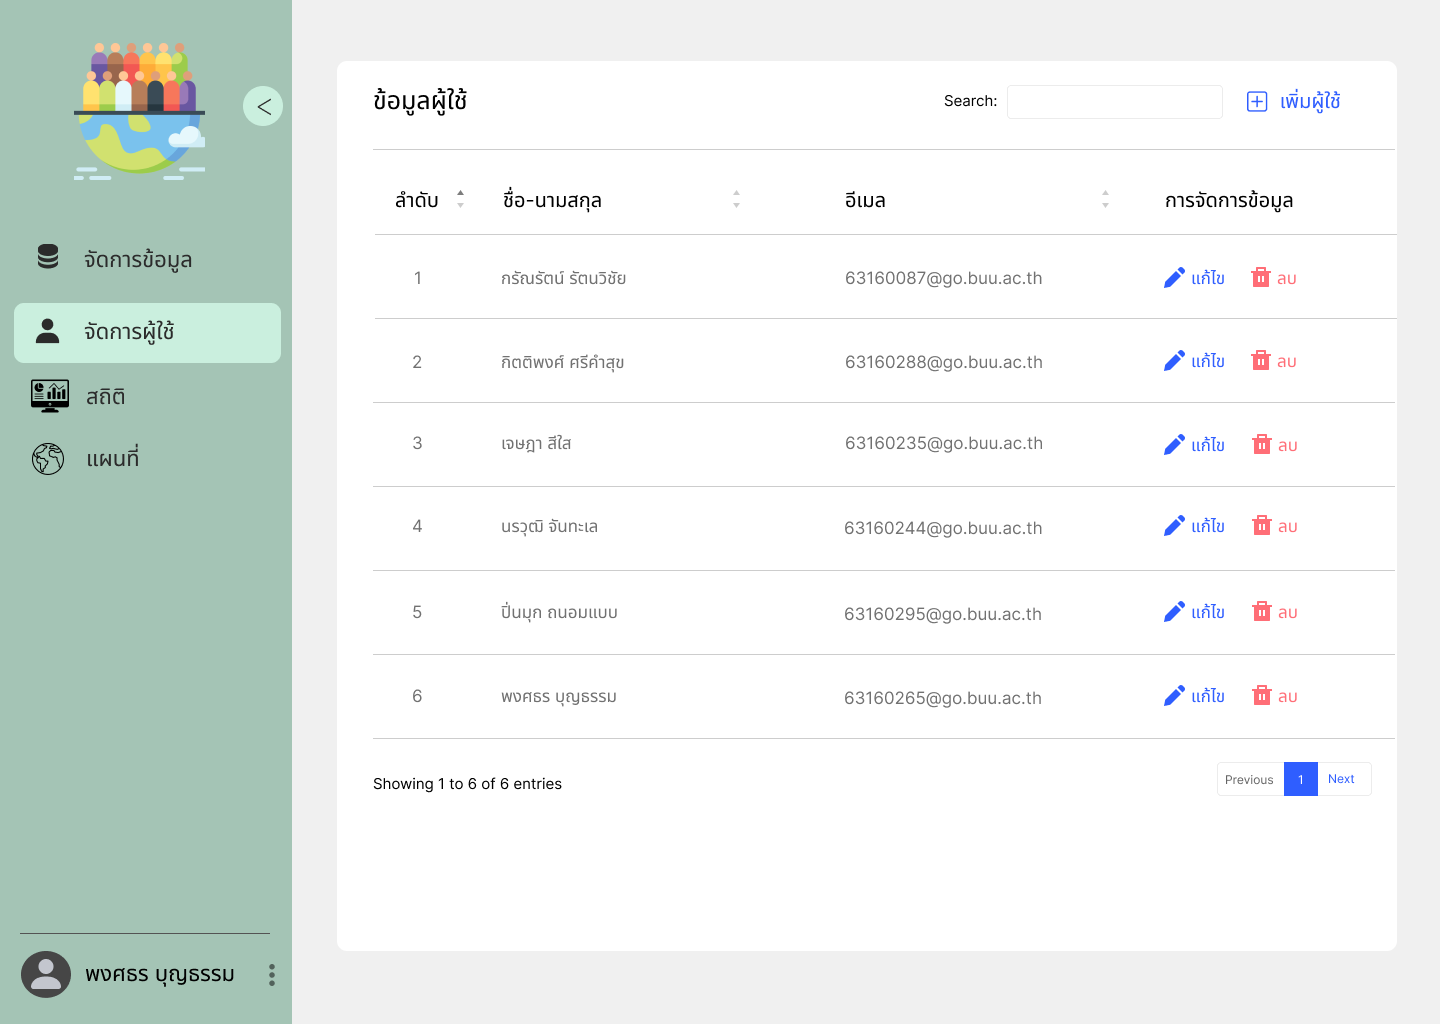 <
จัดการข้อมูล
จัดการผู้ใช้
สถิติ
แผนที่
พงศธร บุญธรรม
ข้อมูลผู้ใช้ Search: เพิ่มผู้ใช้
ลำดับ ชื่อ-นามสกุล อีเมล การจัดการข้อมูล
1 กรัณรัตน์ รัตนวิชัย 63160087@go.buu.ac.th แก้ไข ลบ
2 กิตติพงศ์ ศรีคำสุข 63160288@go.buu.ac.th แก้ไข ลบ
3 เจษฎา สีใส 63160235@go.buu.ac.th แก้ไข ลบ
4 นรวุฒิ จันทะเล 63160244@go.buu.ac.th แก้ไข ลบ
5 ปิ่นมุก ถนอมแบบ 63160295@go.buu.ac.th แก้ไข ลบ
6 พงศธร บุญธรรม 63160265@go.buu.ac.th แก้ไข ลบ
Showing 1 to 6 of 6 entries Previous 1 Next